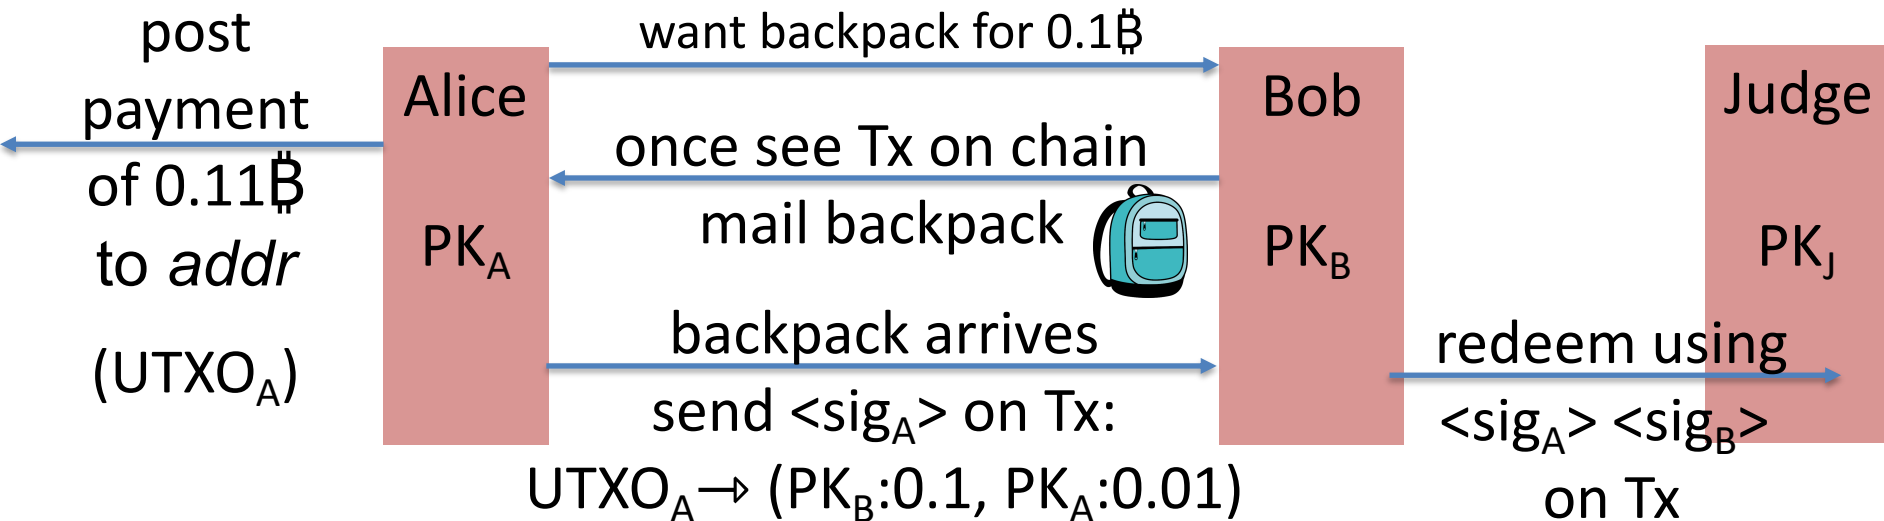 post
payment
of 0.11₿
to addr
(UTXOA)
Alice
PKA
want backpack for 0.1₿
once see Tx on chain
mail backpack
backpack arrives
send <sigA> on Tx:
UTXOA→ (PKB:0.1, PKA:0.01)
Bob
PKB
Judge
PKJ
redeem using
<sigA> <sigB>
on Tx